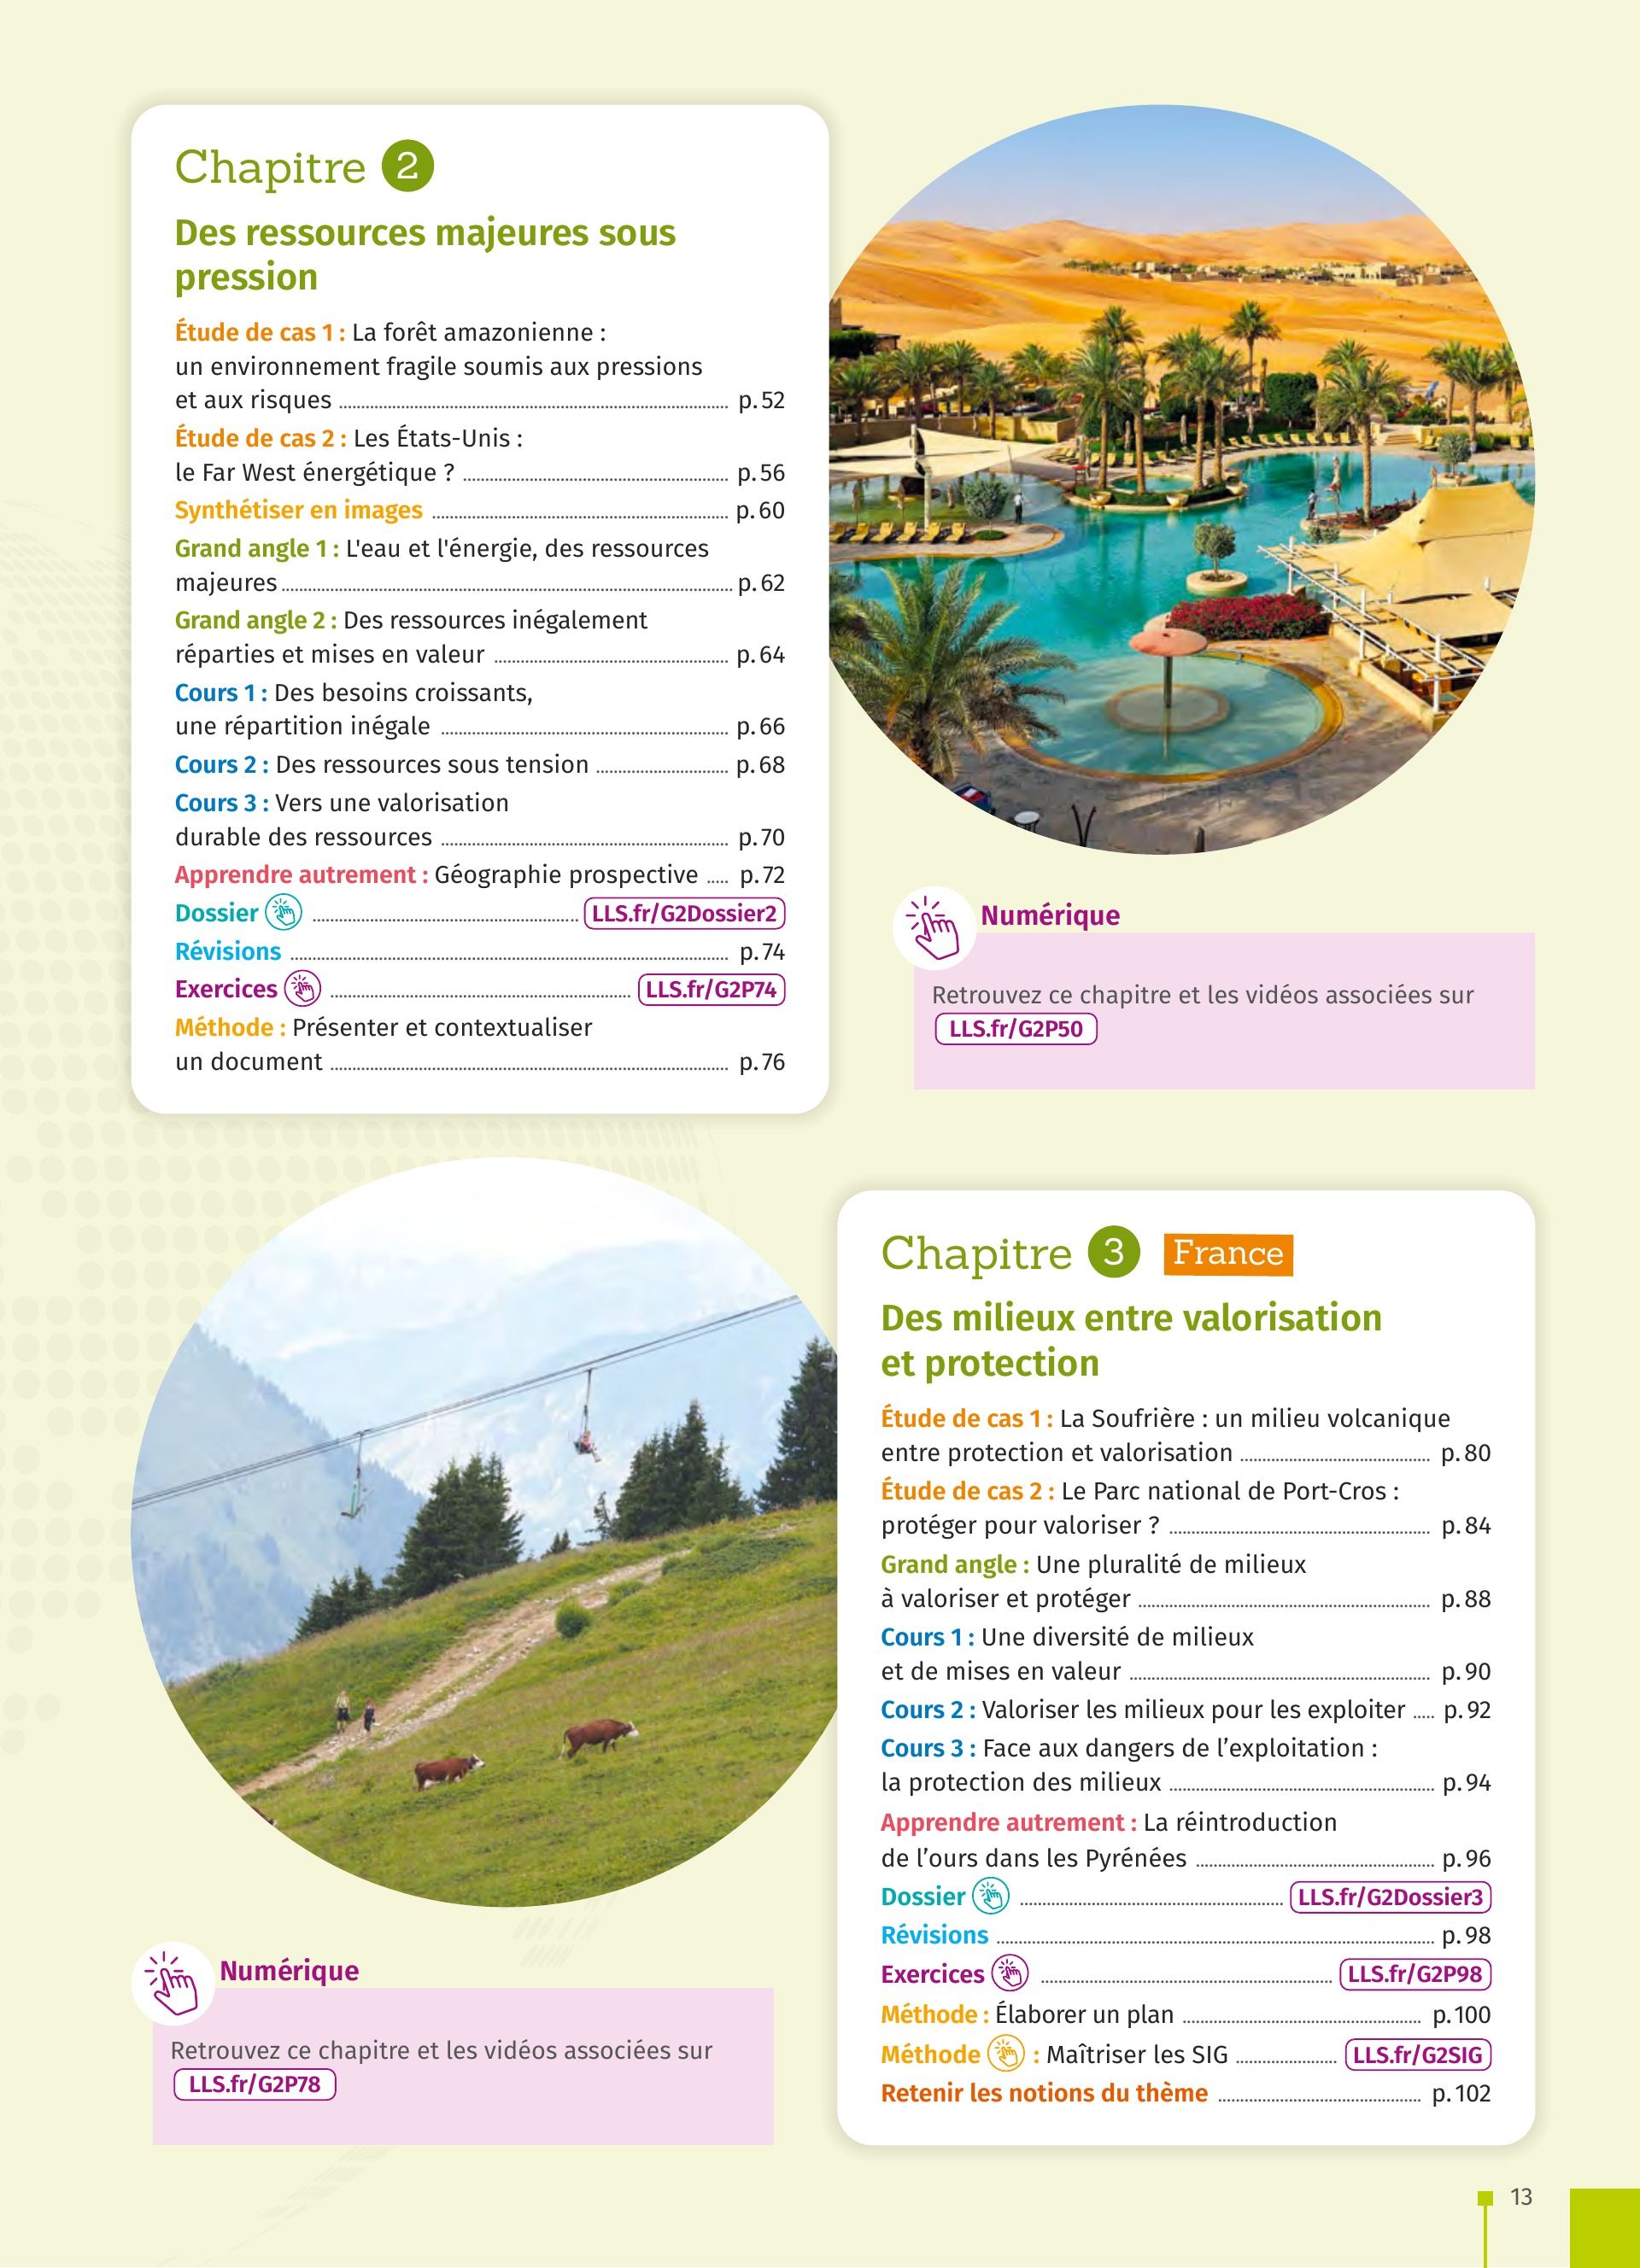 Chapitre 2
Des ressources majeures sous
pression
Étude de cas 1 : La forêt amazonienne :
un environnement fragile soumis aux pressions
et aux risques ........ p. 52
Étude de cas 2 : Les États-Unis :
le Far West énergétique ? ........ p. 56
Synthétiser en images ........ p. 60
Grand angle 1 : L'eau et l'énergie, des ressources
majeures ........ p. 62
Grand angle 2 : Des ressources inégalement
réparties et mises en valeur ........ p. 64
Cours 1 : Des besoins croissants,
une répartition inégale ........ p. 66
Cours 2 : Des ressources sous tension ........ p. 68
Cours 3 : Vers une valorisation
durable des ressources ........ p. 70
Apprendre autrement : Géographie prospective ..... p. 72
Dossier ........ LLS.fr/G2Dossier2
Révisions ........ p. 74
Exercices ........ LLS.fr/G2P74
Méthode : Présenter et contextualiser
un document ........ p. 76
Numérique
Retrouvez ce chapitre et les vidéos associées sur
LLS.fr/G2P50
Chapitre 3 France
Des milieux entre valorisation
et protection
Étude de cas 1 : La Soufrière : un milieu volcanique
entre protection et valorisation ........ p. 80
Étude de cas 2 : Le Parc national de Port-Cros :
protéger pour valoriser ? ........ p. 84
Grand angle : Une pluralité de milieux
à valoriser et protéger ........ p. 88
Cours 1 : Une diversité de milieux
et de mises en valeur ........ p. 90
Cours 2 : Valoriser les milieux pour les exploiter ..... p. 92
Cours 3 : Face aux dangers de l’exploitation :
la protection des milieux ........ p. 94
Apprendre autrement : La réintroduction
de l’ours dans les Pyrénées ........ p. 96
Dossier ........ LLS.fr/G2Dossier3
Révisions ........ p. 98
Exercices ........ LLS.fr/G2P98
Méthode : Élaborer un plan ........ p. 100
Méthode : Maîtriser les SIG ........ LLS.fr/G2SIG
Retenir les notions du thème ........ p. 102
Numérique
Retrouvez ce chapitre et les vidéos associées sur
LLS.fr/G2P78
13